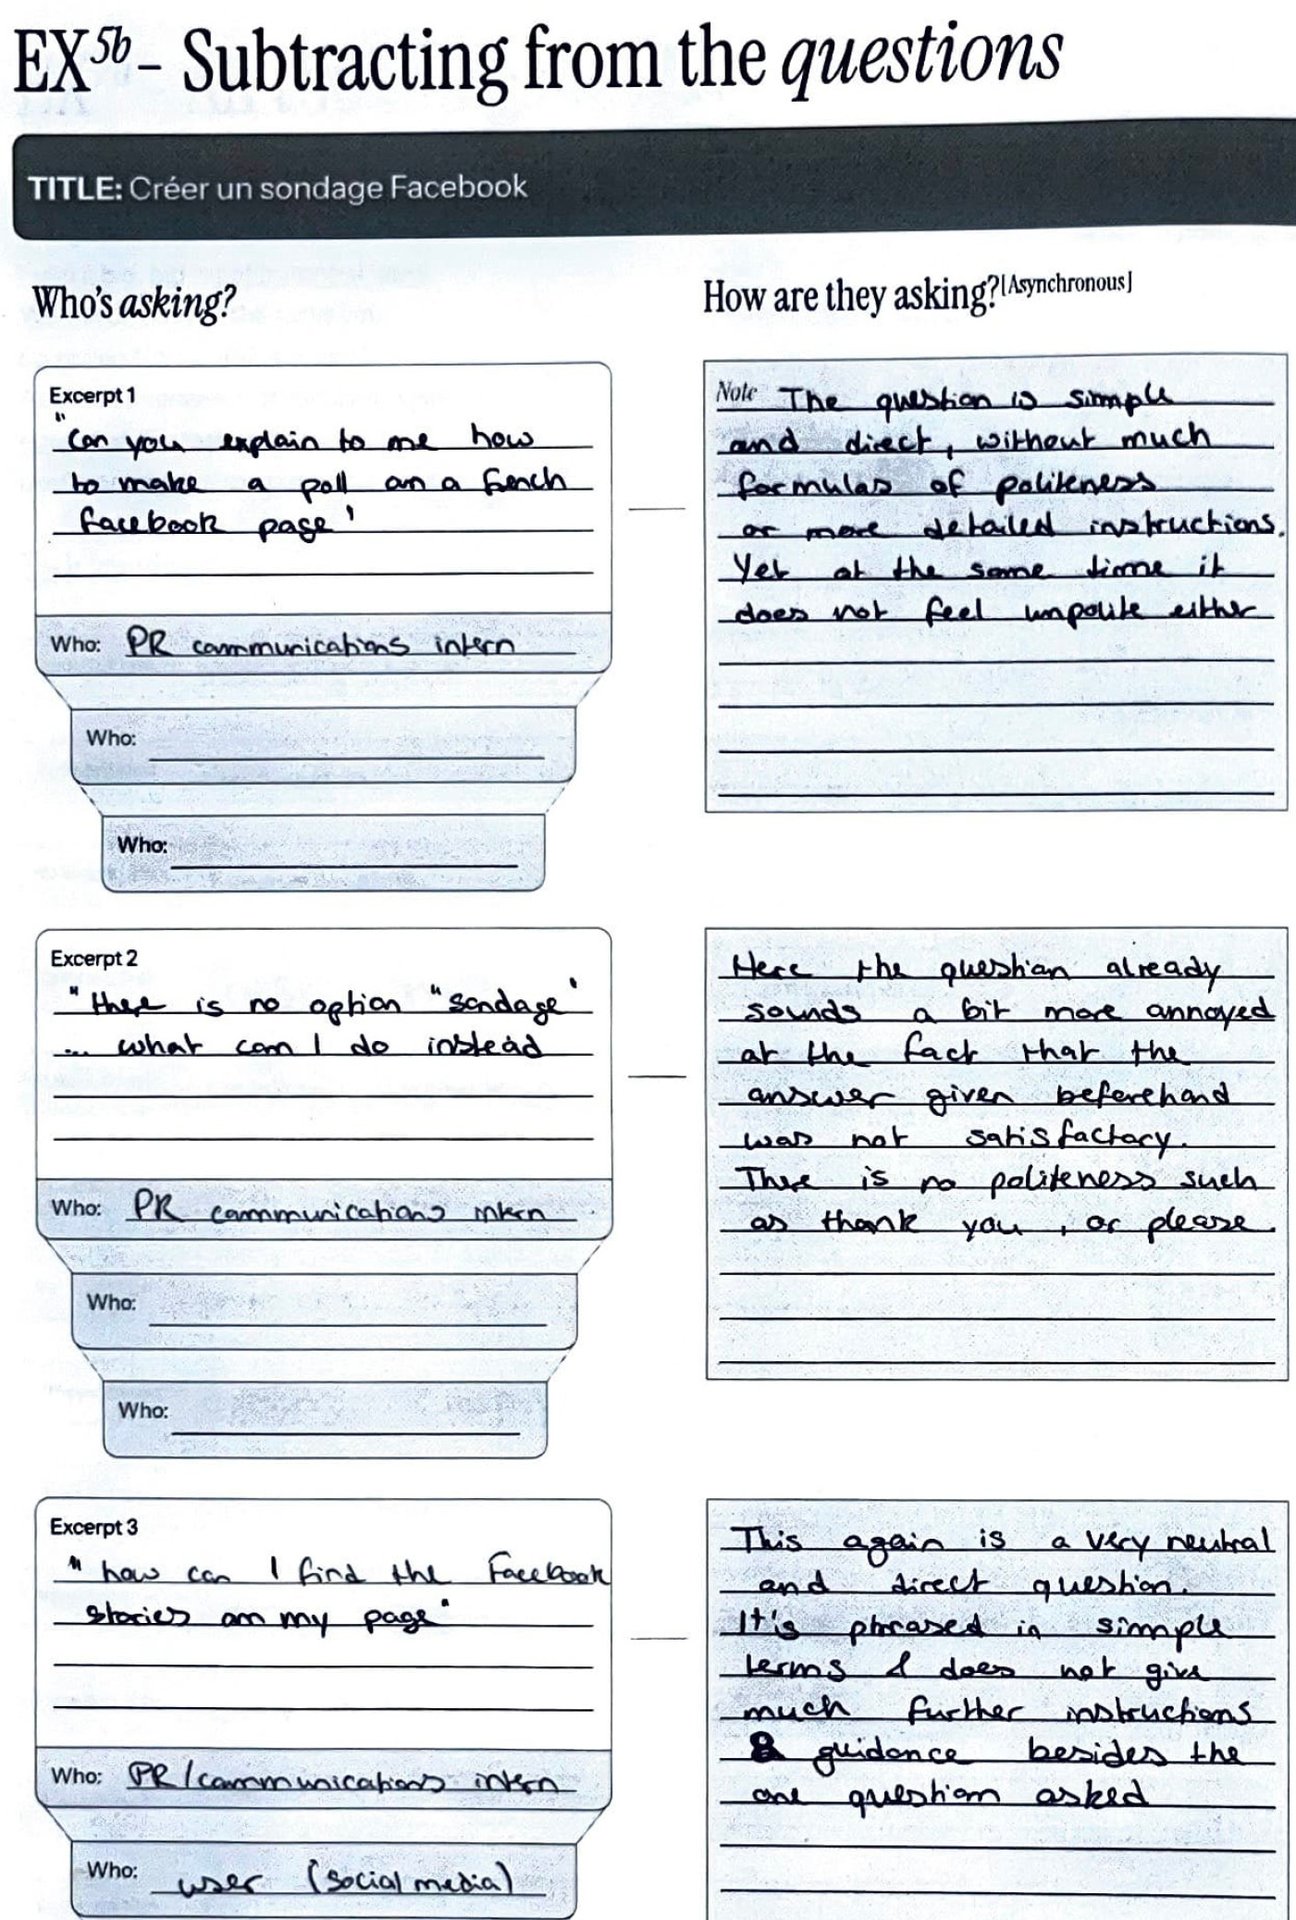 EX5b – Subtracting from the questions
TITLE: Créer un sondage Facebook
Who's asking?
How are they asking?[Asynchronous]
Excerpt 1
"Can you explain to me how
to make a poll on a french
facebook page'
Who: PR communications intern
Who:
Who:
Note The question is simple
and direct, without much
formulas of politeness
or more detailed instructions.
Yet at the same time it
does not feel unpolite either
Excerpt 2
"there is no option "sondage'
... what can I do instead
Who: PR communications intern
Who:
Who:
Here the question already
sounds a bit more annoyed
at the fact that the
answer given beforehand
was not satisfactory.
There is no politeness such
as thank you, or please.
Excerpt 3
"how can I find the Facebook
stories on my page"
Who: PR/communications intern
Who: user (social media)
This again is a very neutral
and direct question.
It's phrased in simple
terms & does not give
much further instructions
& guidance besides the
one question asked